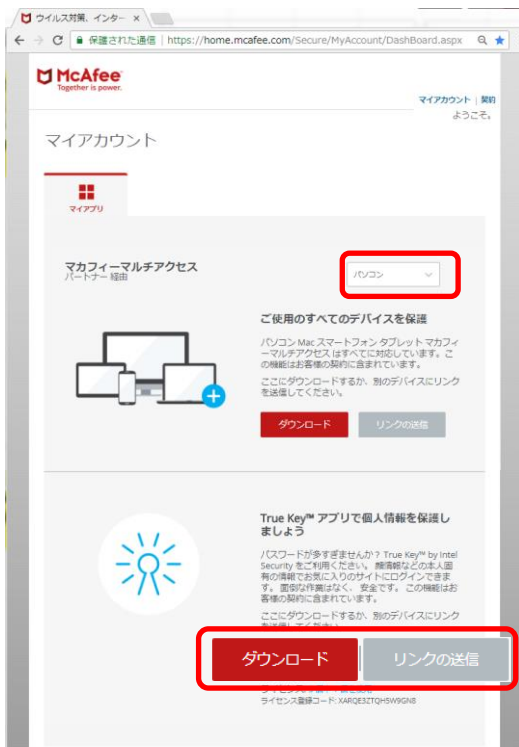 ウイルス対策, インター ×
保護された通信 | https://home.mcafee.com/Secure/MyAccount/DashBoard.aspx
McAfee
Together is power.
マイアカウント | 契約
ようこそ。
マイアカウント
マイアプリ
マカフィーマルチアクセス
パートナー 経由
パソコン
ご使用のすべてのデバイスを保護
パソコン Mac スマートフォン タブレット マカフィ
ーマルチアクセス はすべてに対応しています。こ
の機能はお客様の契約に含まれています。
ここにダウンロードするか、別のデバイスにリンク
を送信してください。
ダウンロード リンクの送信
True Key™ アプリで個人情報を保護し
ましょう
パスワードが多すぎませんか? True Key™ by Intel
Security をご利用ください。 顔情報などの本人固
有の情報でお気に入りのサイトにログインできま
す。 面倒な作業はなく、 安全です。 この機能はお
客様の契約に含まれています。
ここにダウンロードするか、別のデバイスにリンク
ダウンロード リンクの送信
ライセンス登録コード: XARQE3ZTQH5W9GN8